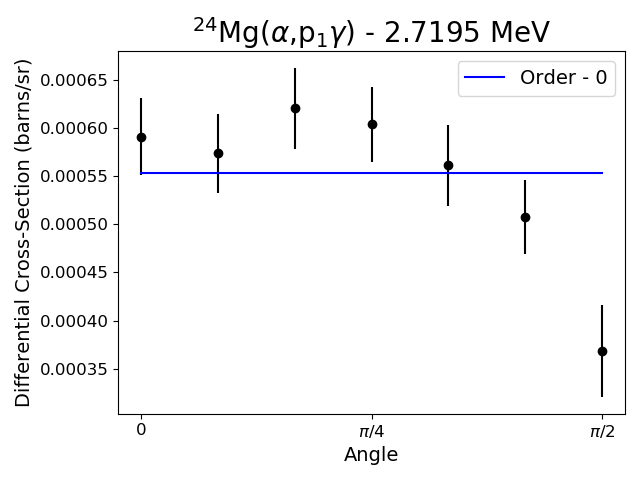 ²⁴Mg(α,p₁γ) - 2.7195 MeV
Order - 0
Differential Cross-Section (barns/sr)
0.00065
0.00060
0.00055
0.00050
0.00045
0.00040
0.00035
0
π/4
π/2
Angle